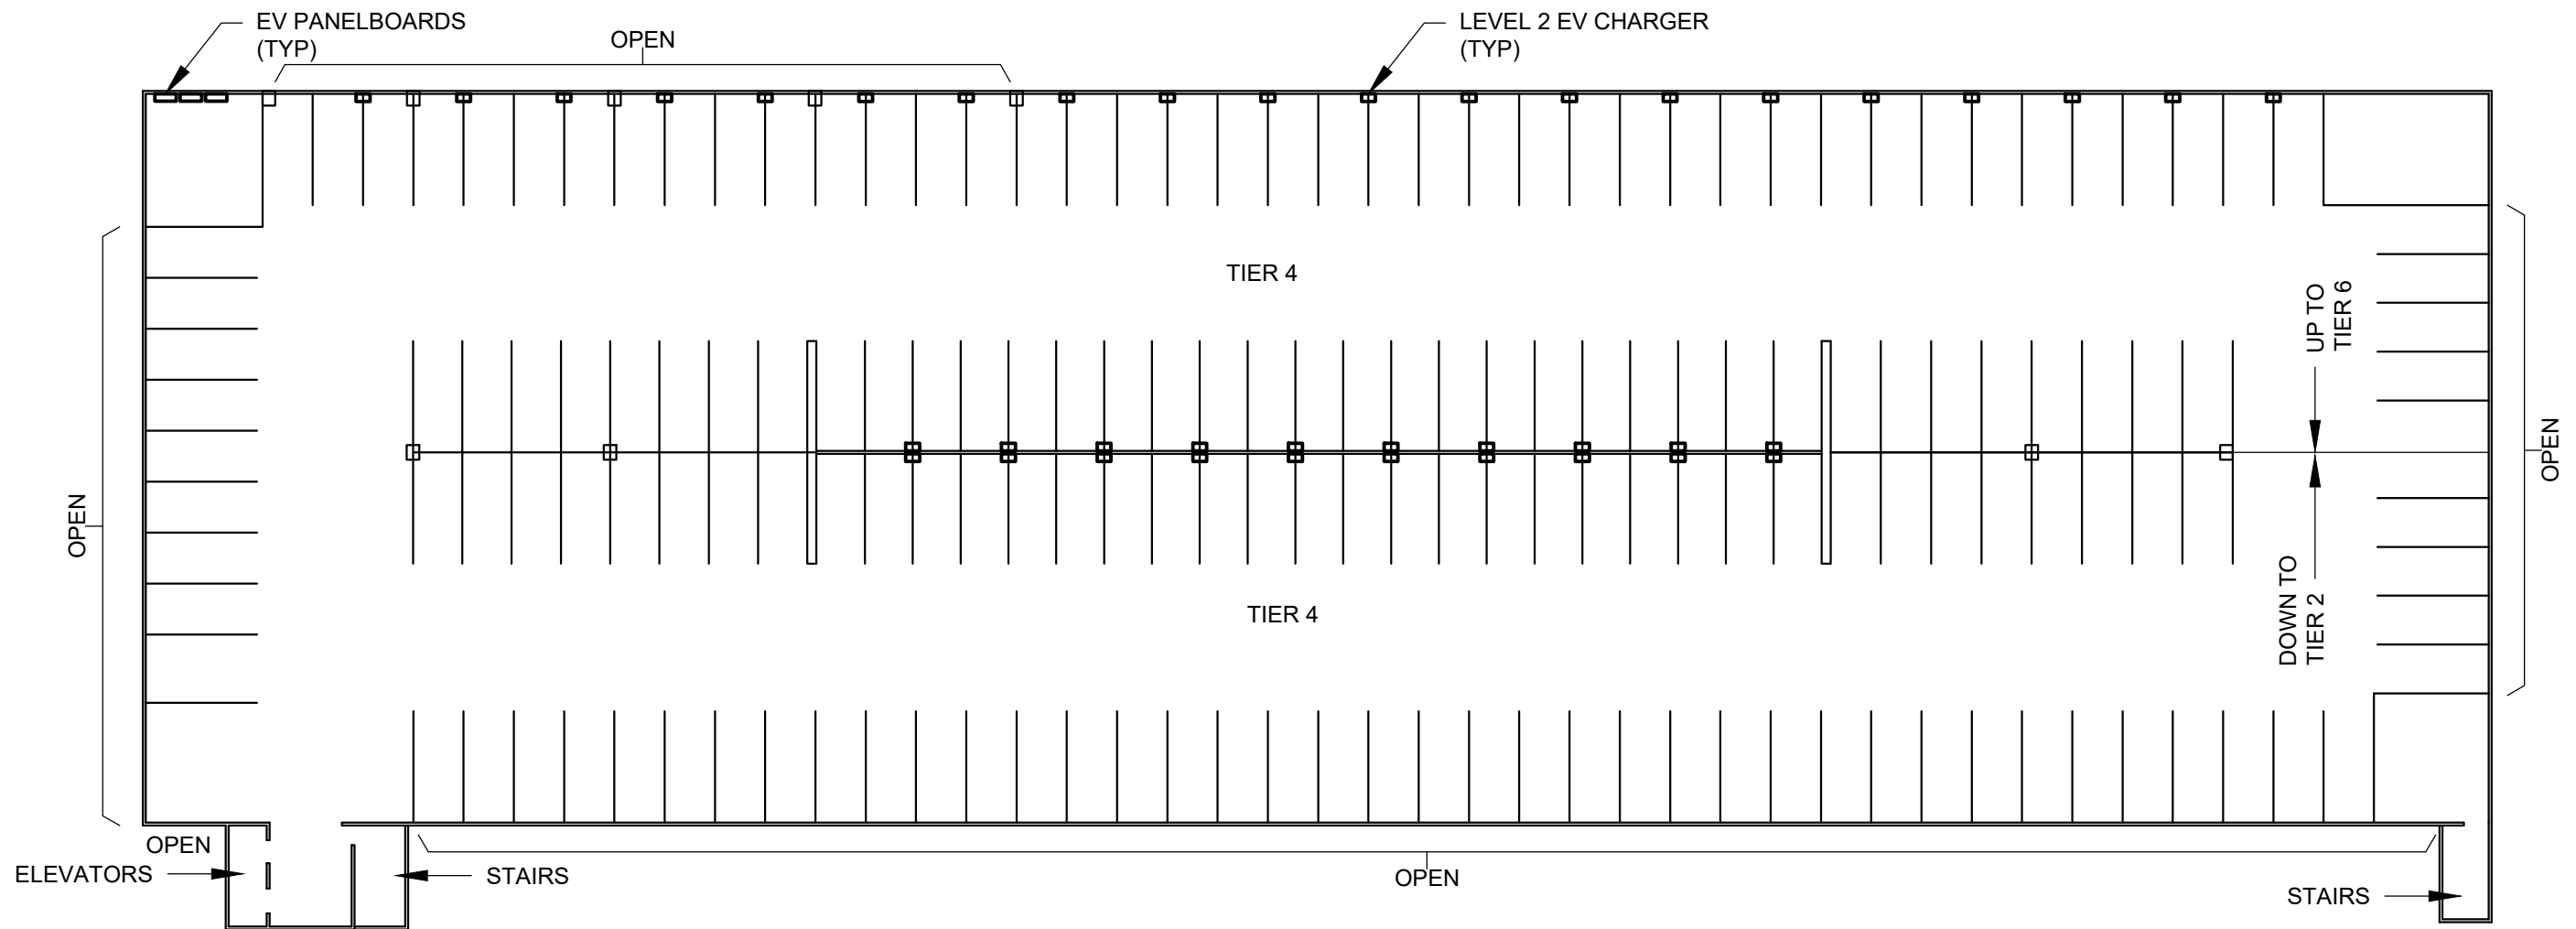 EV PANELBOARDS
(TYP)
OPEN
LEVEL 2 EV CHARGER
(TYP)
TIER 4
UP TO
TIER 6
OPEN
OPEN
TIER 4
DOWN TO
TIER 2
OPEN
ELEVATORS
STAIRS
OPEN
STAIRS